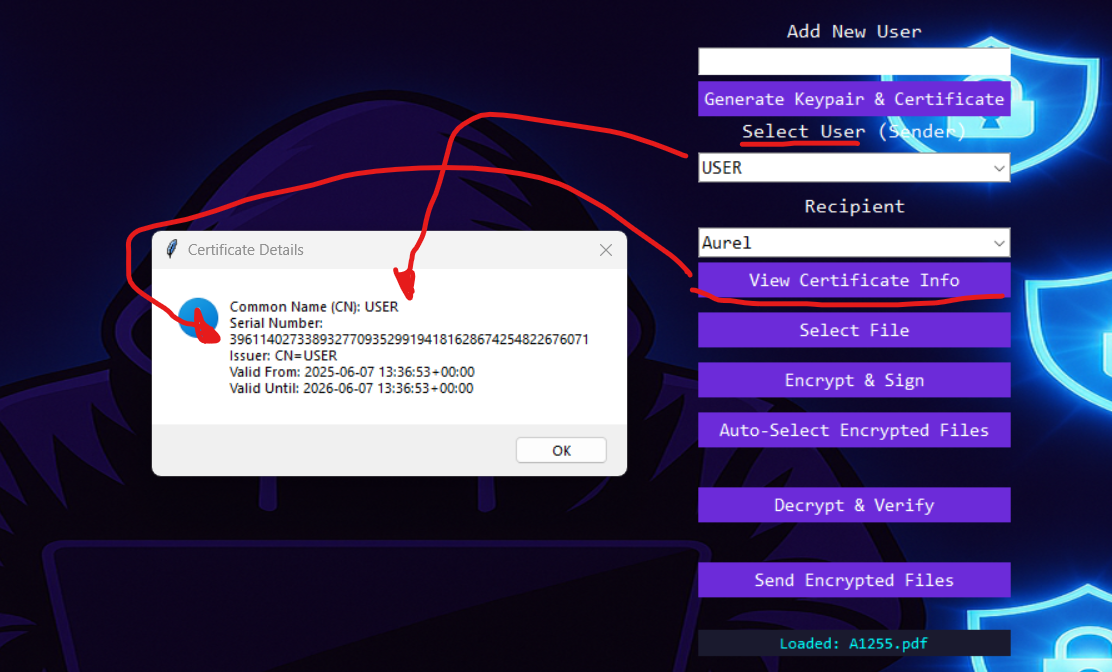 Add New User
Generate Keypair & Certificate
Select User (Sender)
USER
Recipient
Aurel
View Certificate Info
Select File
Encrypt & Sign
Auto-Select Encrypted Files
Decrypt & Verify
Send Encrypted Files
Loaded: A1255.pdf
Certificate Details
Common Name (CN): USER
Serial Number:
396114027338932770935299194181628674254822676071
Issuer: CN=USER
Valid From: 2025-06-07 13:36:53+00:00
Valid Until: 2026-06-07 13:36:53+00:00
OK